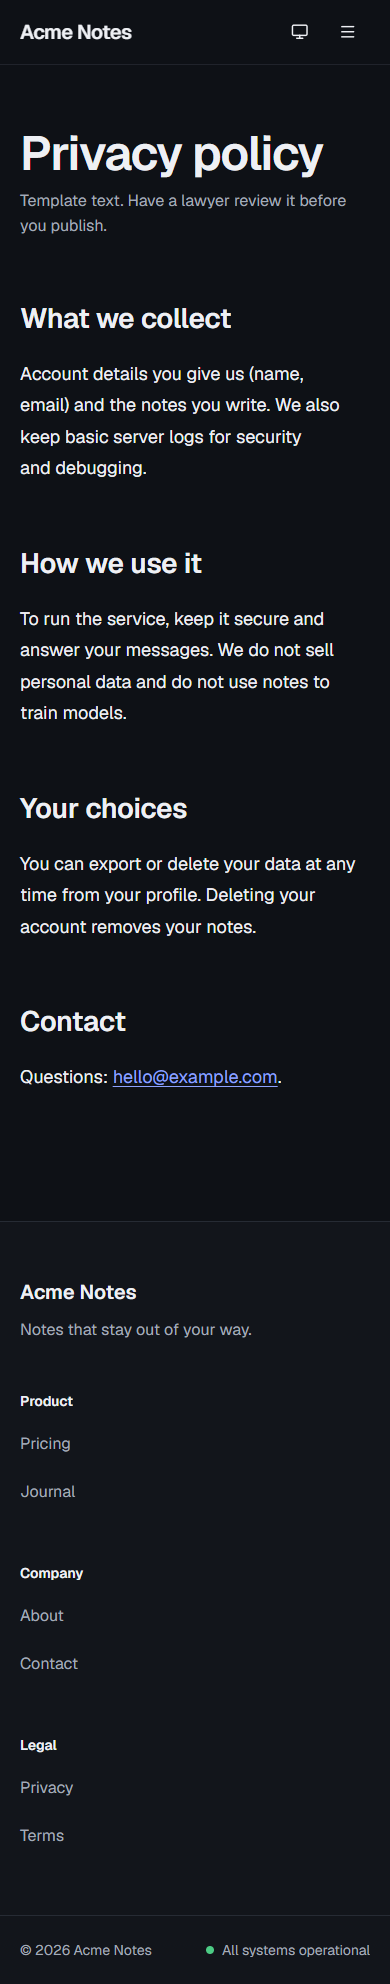 Acme Notes
Privacy policy
Template text. Have a lawyer review it before
you publish.
What we collect
Account details you give us (name,
email) and the notes you write. We also
keep basic server logs for security
and debugging.
How we use it
To run the service, keep it secure and
answer your messages. We do not sell
personal data and do not use notes to
train models.
Your choices
You can export or delete your data at any
time from your profile. Deleting your
account removes your notes.
Contact
Questions: hello@example.com.
Acme Notes
Notes that stay out of your way.
Product
Pricing
Journal
Company
About
Contact
Legal
Privacy
Terms
© 2026 Acme Notes
All systems operational